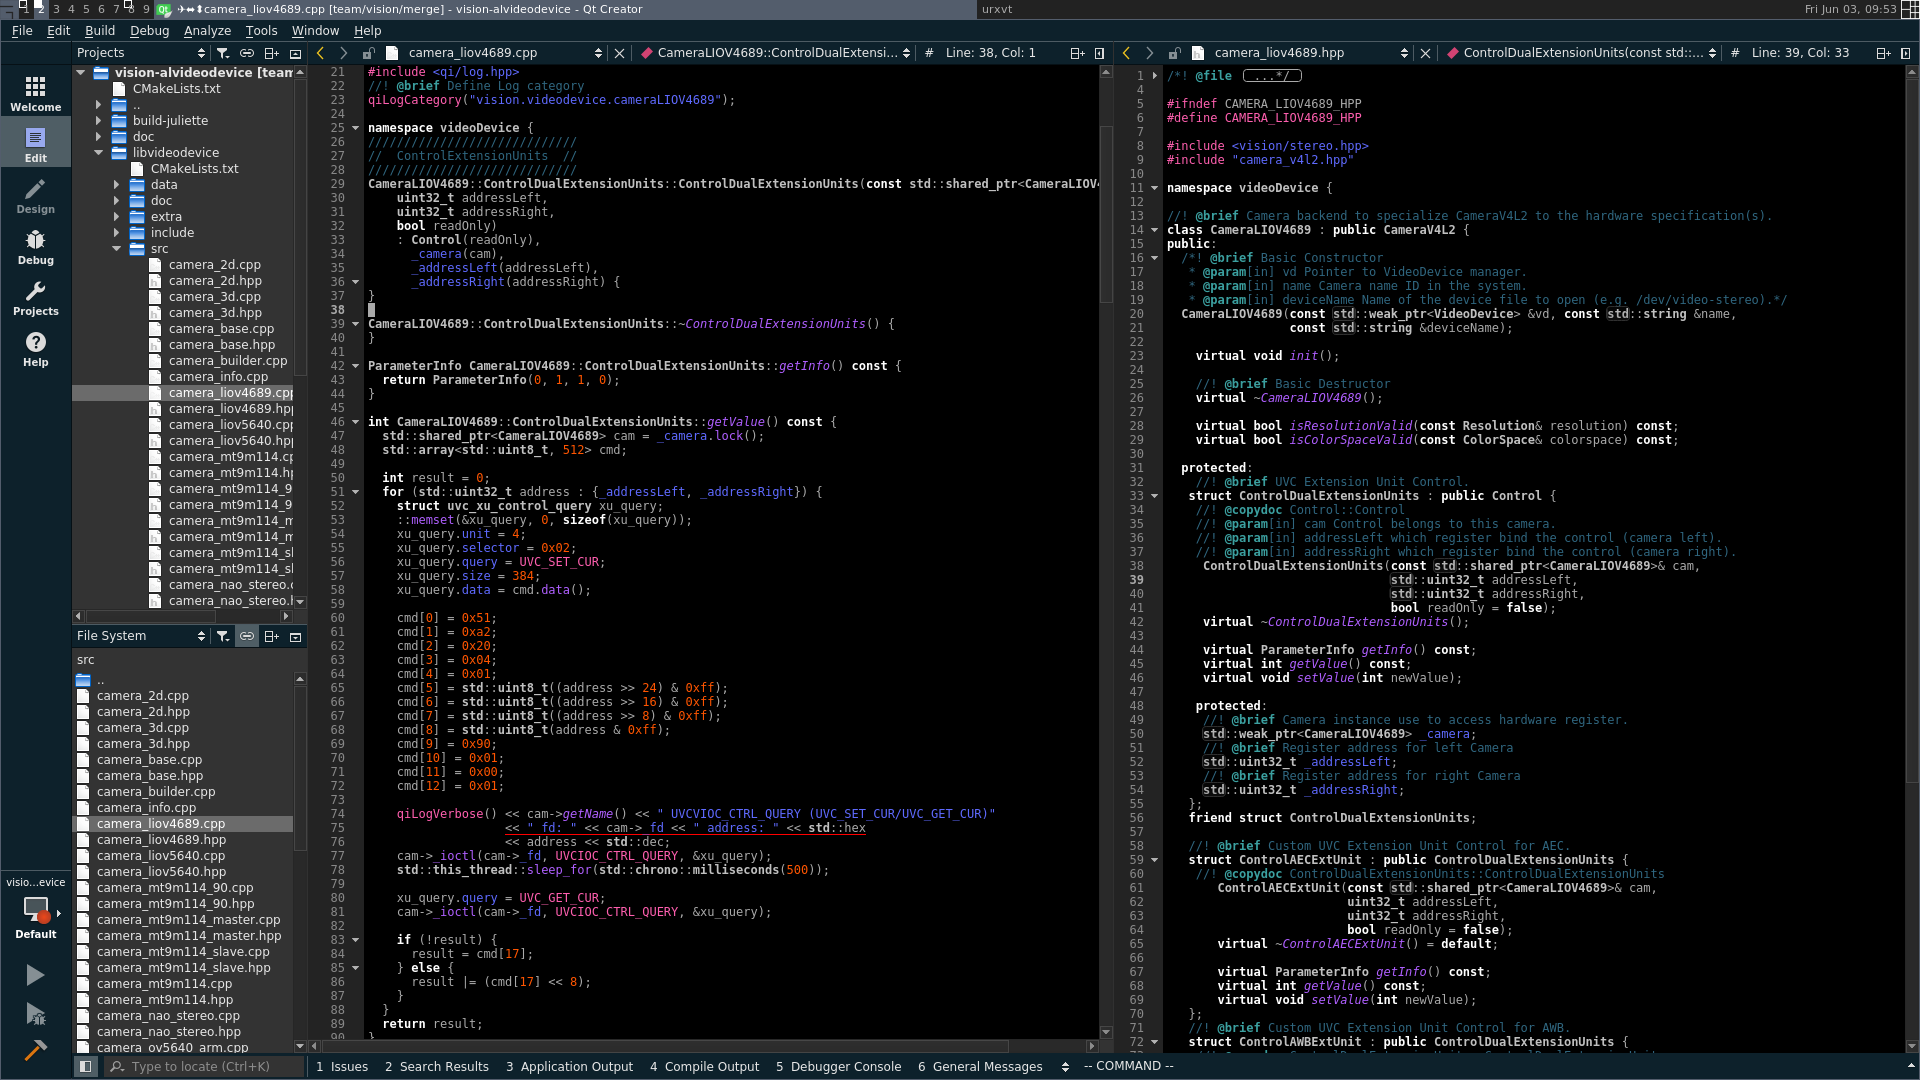 1 2 3 4 5 6 7 8 9 camera_liov4689.cpp [team/vision/merge] - vision-alvideodevice - Qt Creator
urxvt
Fri Jun 03, 09:53
File Edit Build Debug Analyze Tools Window Help
Projects
camera_liov4689.cpp
CameraLIOV4689::ControlDualExtensi...
# Line: 38, Col: 1
camera_liov4689.hpp
ControlDualExtensionUnits(const std::...
# Line: 39, Col: 33
Welcome
Edit
Design
Debug
Projects
Help
visio...evice
Default
vision-alvideodevice [team
CMakeLists.txt
..
build-juliette
doc
libvideodevice
CMakeLists.txt
data
doc
extra
include
src
camera_2d.cpp
camera_2d.hpp
camera_3d.cpp
camera_3d.hpp
camera_base.cpp
camera_base.hpp
camera_builder.cpp
camera_info.cpp
camera_liov4689.cpp
camera_liov4689.hpp
camera_liov5640.cpp
camera_liov5640.hpp
camera_mt9m114.cp
camera_mt9m114.hp
camera_mt9m114_9
camera_mt9m114_9
camera_mt9m114_m
camera_mt9m114_m
camera_mt9m114_sl
camera_mt9m114_sl
camera_nao_stereo.c
camera_nao_stereo.h
File System
src
..
camera_2d.cpp
camera_2d.hpp
camera_3d.cpp
camera_3d.hpp
camera_base.cpp
camera_base.hpp
camera_builder.cpp
camera_info.cpp
camera_liov4689.cpp
camera_liov4689.hpp
camera_liov5640.cpp
camera_liov5640.hpp
camera_mt9m114_90.cpp
camera_mt9m114_90.hpp
camera_mt9m114_master.cpp
camera_mt9m114_master.hpp
camera_mt9m114_slave.cpp
camera_mt9m114_slave.hpp
camera_mt9m114.cpp
camera_mt9m114.hpp
camera_nao_stereo.cpp
camera_nao_stereo.hpp
camera_ov5640_arm.cpp
21 #include <qi/log.hpp>
22 //! @brief Define Log category
23 qiLogCategory("vision.videodevice.cameraLIOV4689");
24
25 namespace videoDevice {
26 /////////////////////////////
27 //  ControlExtensionUnits  //
28 /////////////////////////////
29 CameraLIOV4689::ControlDualExtensionUnits::ControlDualExtensionUnits(const std::shared_ptr<CameraLIOV4
30     uint32_t addressLeft,
31     uint32_t addressRight,
32     bool readOnly)
33     : Control(readOnly),
34       _camera(cam),
35       _addressLeft(addressLeft),
36       _addressRight(addressRight) {
37 }
38
39 CameraLIOV4689::ControlDualExtensionUnits::~ControlDualExtensionUnits() {
40 }
41
42 ParameterInfo CameraLIOV4689::ControlDualExtensionUnits::getInfo() const {
43   return ParameterInfo(0, 1, 1, 0);
44 }
45
46 int CameraLIOV4689::ControlDualExtensionUnits::getValue() const {
47   std::shared_ptr<CameraLIOV4689> cam = _camera.lock();
48   std::array<std::uint8_t, 512> cmd;
49
50   int result = 0;
51   for (std::uint32_t address : {_addressLeft, _addressRight}) {
52     struct uvc_xu_control_query xu_query;
53     ::memset(&xu_query, 0, sizeof(xu_query));
54     xu_query.unit = 4;
55     xu_query.selector = 0x02;
56     xu_query.query = UVC_SET_CUR;
57     xu_query.size = 384;
58     xu_query.data = cmd.data();
59
60     cmd[0] = 0x51;
61     cmd[1] = 0xa2;
62     cmd[2] = 0x20;
63     cmd[3] = 0x04;
64     cmd[4] = 0x01;
65     cmd[5] = std::uint8_t((address >> 24) & 0xff);
66     cmd[6] = std::uint8_t((address >> 16) & 0xff);
67     cmd[7] = std::uint8_t((address >> 8) & 0xff);
68     cmd[8] = std::uint8_t(address & 0xff);
69     cmd[9] = 0x90;
70     cmd[10] = 0x01;
71     cmd[11] = 0x00;
72     cmd[12] = 0x01;
73
74     qiLogVerbose() << cam->getName() << " UVCVIOC_CTRL_QUERY (UVC_SET_CUR/UVC_GET_CUR)"
75                    << " fd: " << cam->_fd << " address: " << std::hex
76                    << address << std::dec;
77     cam->_ioctl(cam->_fd, UVCIOC_CTRL_QUERY, &xu_query);
78     std::this_thread::sleep_for(std::chrono::milliseconds(500));
79
80     xu_query.query = UVC_GET_CUR;
81     cam->_ioctl(cam->_fd, UVCIOC_CTRL_QUERY, &xu_query);
82
83     if (!result) {
84       result = cmd[17];
85     } else {
86       result |= (cmd[17] << 8);
87     }
88   }
89   return result;
90 }
1 /*! @file ...*/
4
5 #ifndef CAMERA_LIOV4689_HPP
6 #define CAMERA_LIOV4689_HPP
7
8 #include <vision/stereo.hpp>
9 #include "camera_v4l2.hpp"
10
11 namespace videoDevice {
12
13 //! @brief Camera backend to specialize CameraV4L2 to the hardware specification(s).
14 class CameraLIOV4689 : public CameraV4L2 {
15 public:
16   /*! @brief Basic Constructor
17    * @param[in] vd Pointer to VideoDevice manager.
18    * @param[in] name Camera name ID in the system.
19    * @param[in] deviceName Name of the device file to open (e.g. /dev/video-stereo).*/
20   CameraLIOV4689(const std::weak_ptr<VideoDevice> &vd, const std::string &name,
21                  const std::string &deviceName);
22
23     virtual void init();
24
25     //! @brief Basic Destructor
26     virtual ~CameraLIOV4689();
27
28     virtual bool isResolutionValid(const Resolution& resolution) const;
29     virtual bool isColorSpaceValid(const ColorSpace& colorspace) const;
30
31   protected:
32     //! @brief UVC Extension Unit Control.
33    struct ControlDualExtensionUnits : public Control {
34     //! @copydoc Control::Control
35     //! @param[in] cam Control belongs to this camera.
36     //! @param[in] addressLeft which register bind the control (camera left).
37     //! @param[in] addressRight which register bind the control (camera right).
38      ControlDualExtensionUnits(const std::shared_ptr<CameraLIOV4689>& cam,
39                                std::uint32_t addressLeft,
40                                std::uint32_t addressRight,
41                                bool readOnly = false);
42      virtual ~ControlDualExtensionUnits();
43
44     virtual ParameterInfo getInfo() const;
45     virtual int getValue() const;
46     virtual void setValue(int newValue);
47
48     protected:
49      //! @brief Camera instance use to access hardware register.
50      std::weak_ptr<CameraLIOV4689> _camera;
51      //! @brief Register address for left Camera
52      std::uint32_t _addressLeft;
53      //! @brief Register address for right Camera
54      std::uint32_t _addressRight;
55    };
56    friend struct ControlDualExtensionUnits;
57
58    //! @brief Custom UVC Extension Unit Control for AEC.
59    struct ControlAECExtUnit : public ControlDualExtensionUnits {
60     //! @copydoc ControlDualExtensionUnits::ControlDualExtensionUnits
61        ControlAECExtUnit(const std::shared_ptr<CameraLIOV4689>& cam,
62                          uint32_t addressLeft,
63                          uint32_t addressRight,
64                          bool readOnly = false);
65        virtual ~ControlAECExtUnit() = default;
66
67        virtual ParameterInfo getInfo() const;
68        virtual int getValue() const;
69        virtual void setValue(int newValue);
70    };
71    //! @brief Custom UVC Extension Unit Control for AWB.
72    struct ControlAWBExtUnit : public ControlDualExtensionUnits {
Type to locate (Ctrl+K)
1 Issues 2 Search Results 3 Application Output 4 Compile Output 5 Debugger Console 6 General Messages
-- COMMAND --